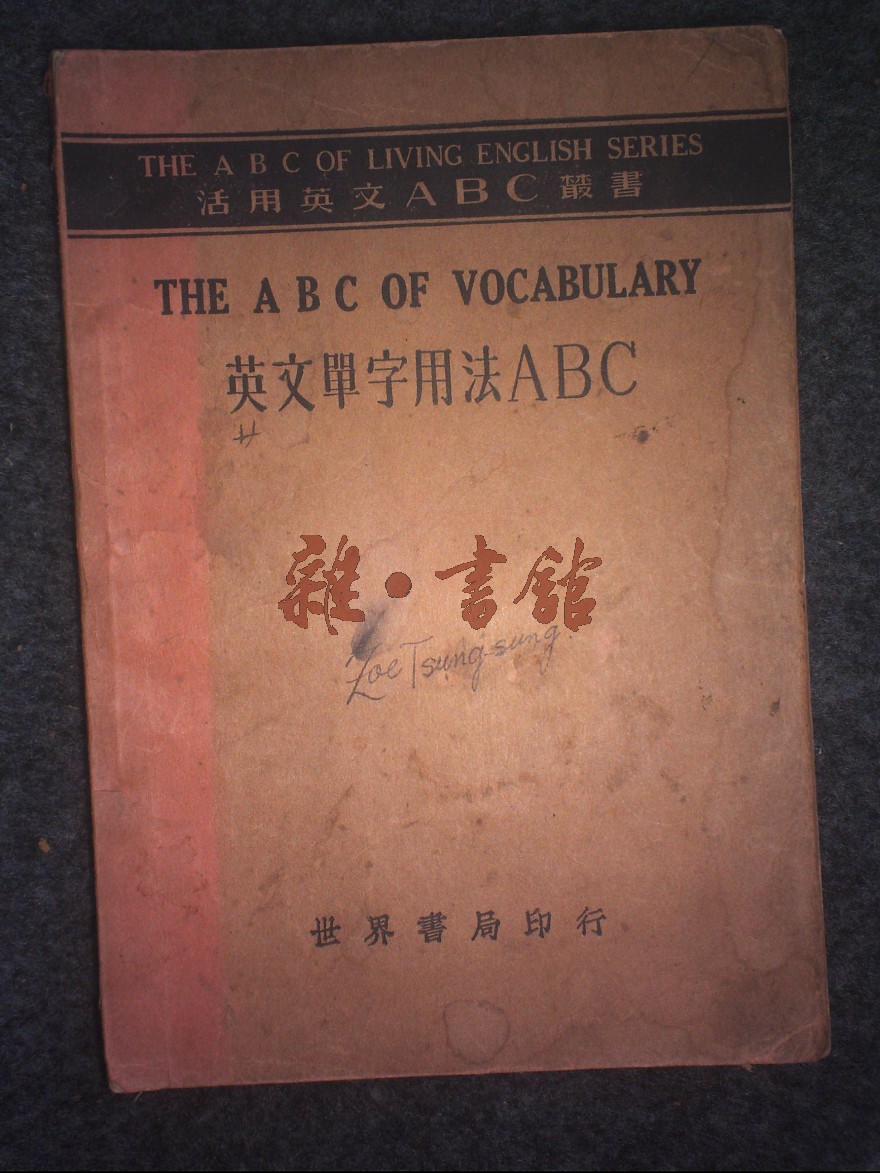 THE A B C OF LIVING ENGLISH SERIES
活用英文ABC叢書
THE A B C OF VOCABULARY
英文單字用法ABC
雜·書館
Zoe Tsung-sung.
世界書局印行